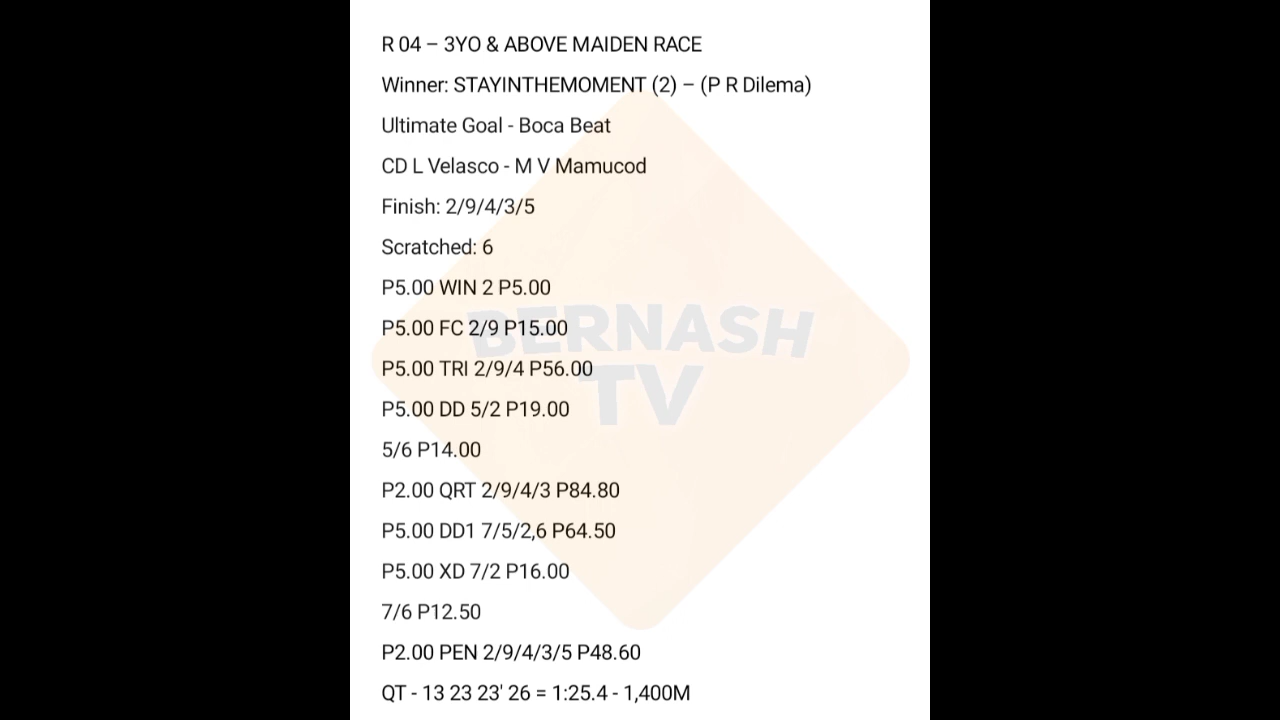 R 04 – 3YO & ABOVE MAIDEN RACE
Winner: STAYINTHEMOMENT (2) – (P R Dilema)
Ultimate Goal - Boca Beat
CD L Velasco - M V Mamucod
Finish: 2/9/4/3/5
Scratched: 6
P5.00 WIN 2 P5.00
P5.00 FC 2/9 P15.00
BERNASH
TV
P5.00 TRI 2/9/4 P56.00
P5.00 DD 5/2 P19.00
5/6 P14.00
P2.00 QRT 2/9/4/3 P84.80
P5.00 DD1 7/5/2,6 P64.50
P5.00 XD 7/2 P16.00
7/6 P12.50
P2.00 PEN 2/9/4/3/5 P48.60
QT - 13 23 23' 26 = 1:25.4 - 1,400M